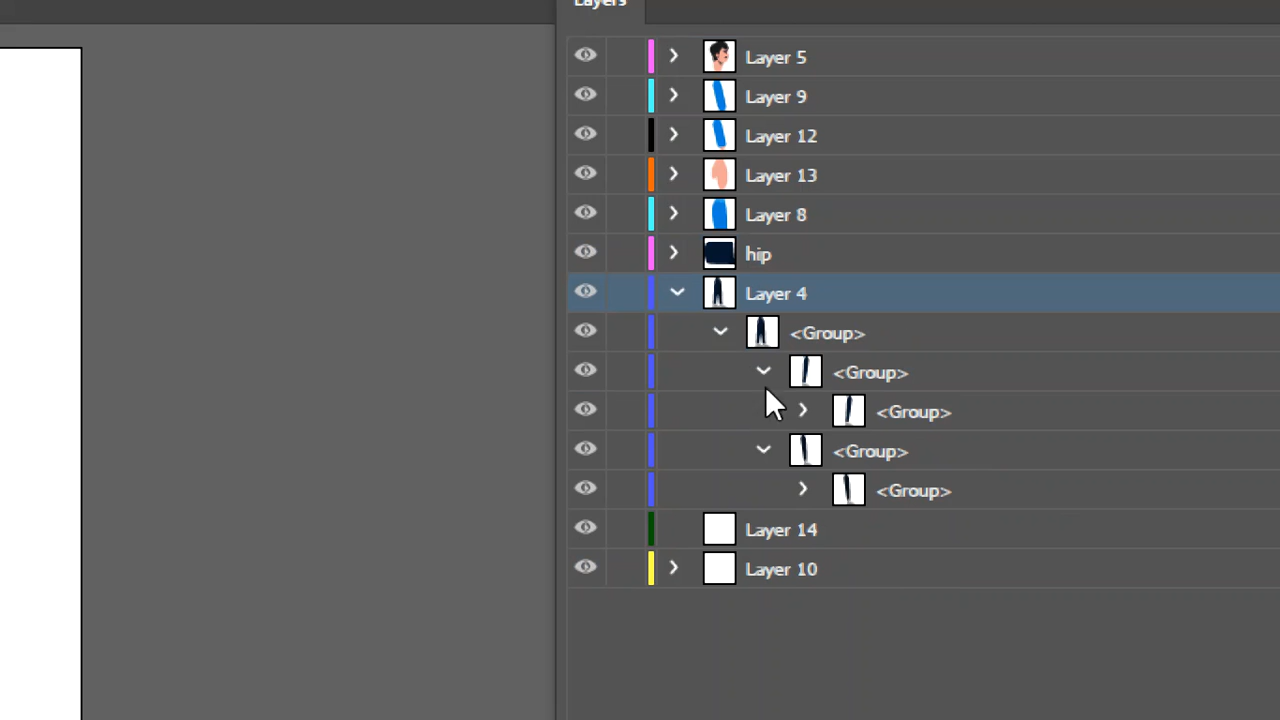 Layers
Layer 5
Layer 9
Layer 12
Layer 13
Layer 8
hip
Layer 4
<Group>
<Group>
<Group>
<Group>
<Group>
Layer 14
Layer 10